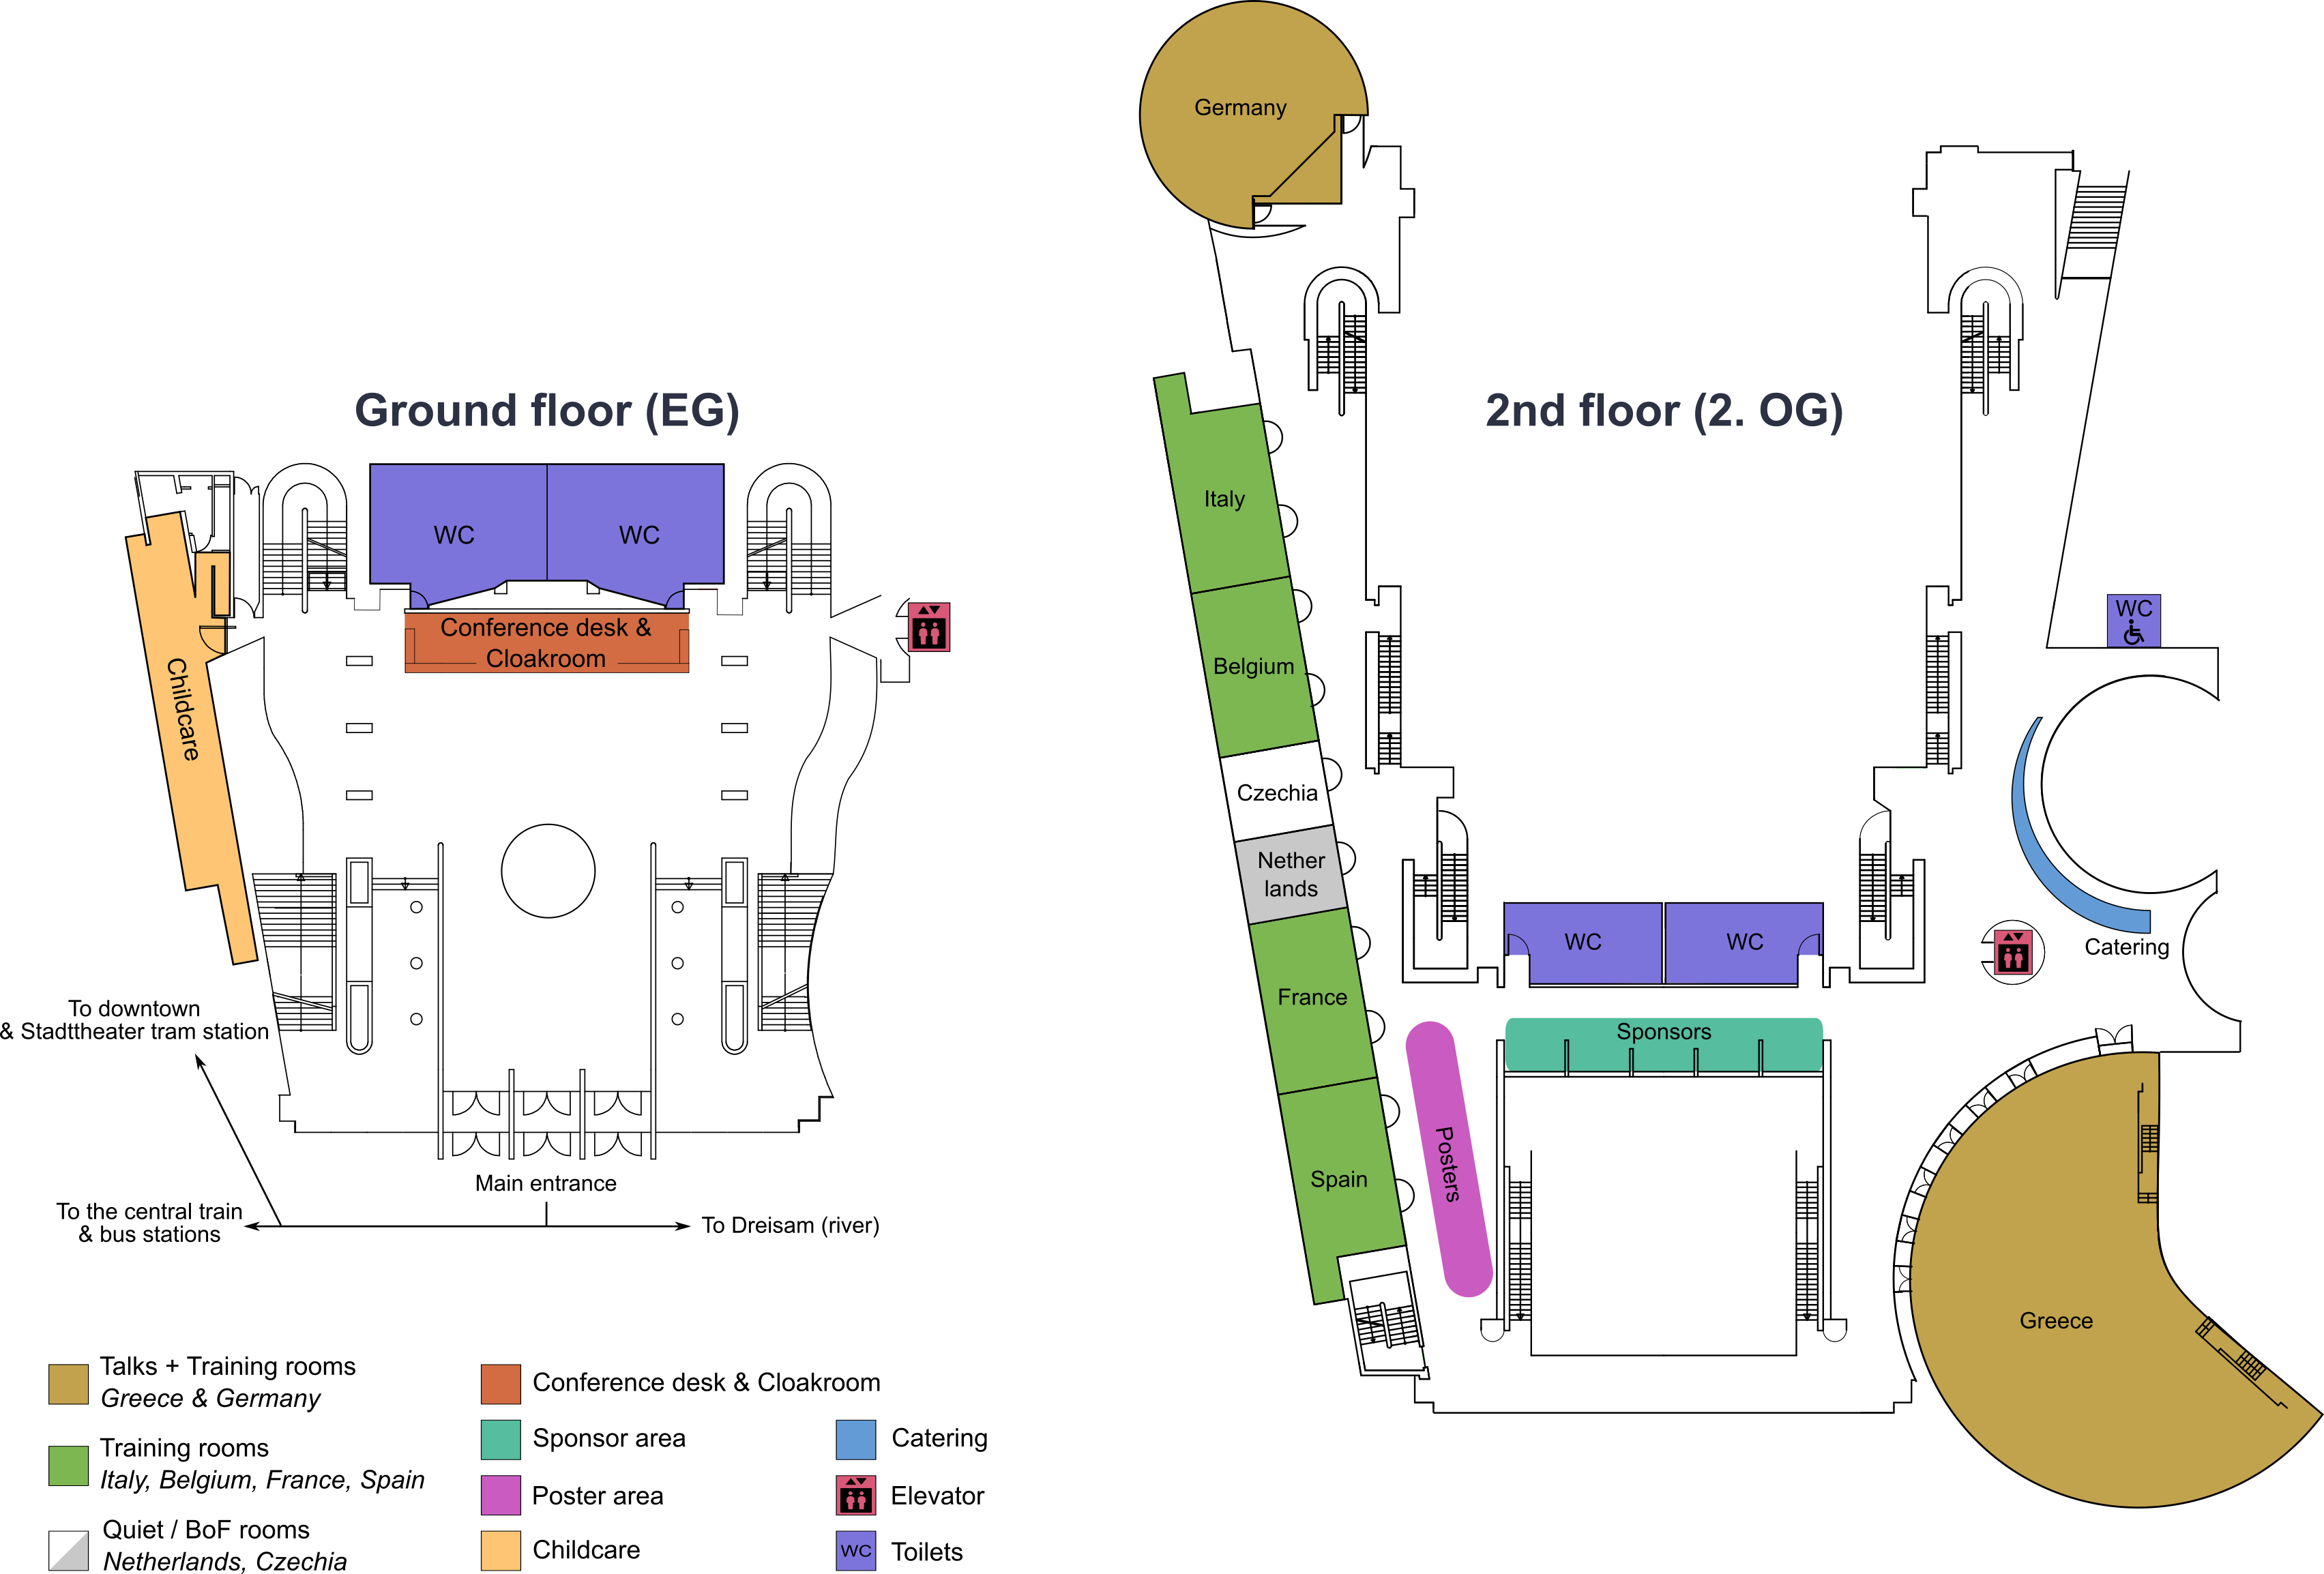 Germany
Ground floor (EG)
2nd floor (2. OG)
Italy
WC
WC
WC
Conference desk &
Cloakroom
Belgium
Childcare
Czechia
Nether
lands
WC
WC
Catering
France
To downtown
& Stadttheater tram station
Sponsors
Posters
Spain
Main entrance
To the central train
& bus stations
To Dreisam (river)
Greece
Talks + Training rooms
Greece & Germany
Training rooms
Italy, Belgium, France, Spain
Quiet / BoF rooms
Netherlands, Czechia
Conference desk & Cloakroom
Sponsor area
Poster area
Childcare
Catering
Elevator
WC
Toilets